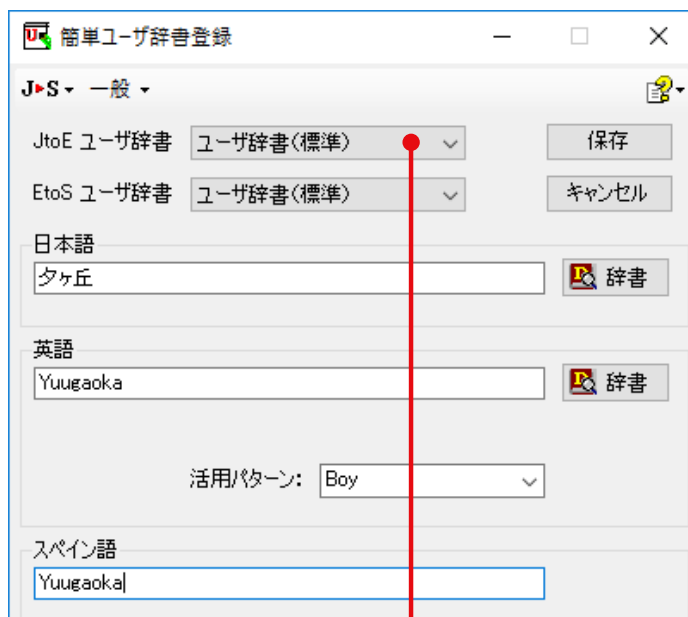 簡単ユーザ辞書登録
J▶S 一般
JtoE ユーザ辞書 ユーザ辞書(標準) 保存
EtoS ユーザ辞書 ユーザ辞書(標準) キャンセル
日本語
夕ヶ丘 辞書
英語
Yuugaoka 辞書
活用パターン: Boy
スペイン語
Yuugaoka